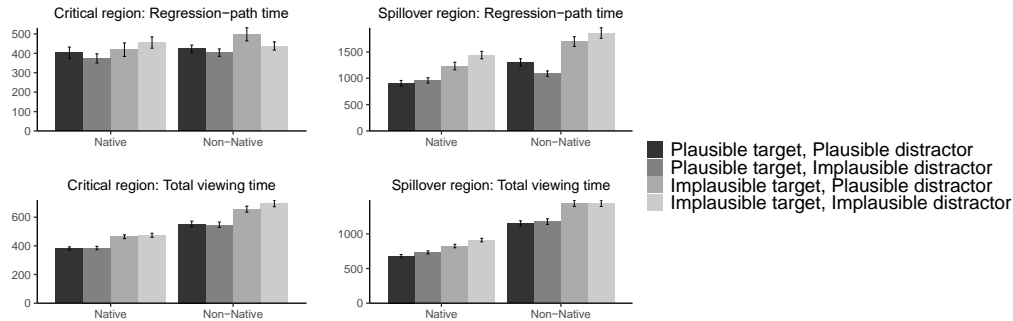 Critical region: Regression−path time
500
400
300
200
100
0
Native
Non−Native
Spillover region: Regression−path time
1500
1000
500
0
Native
Non−Native
Critical region: Total viewing time
600
400
200
0
Native
Non−Native
Spillover region: Total viewing time
1000
500
0
Native
Non−Native
Plausible target, Plausible distractor
Plausible target, Implausible distractor
Implausible target, Plausible distractor
Implausible target, Implausible distractor